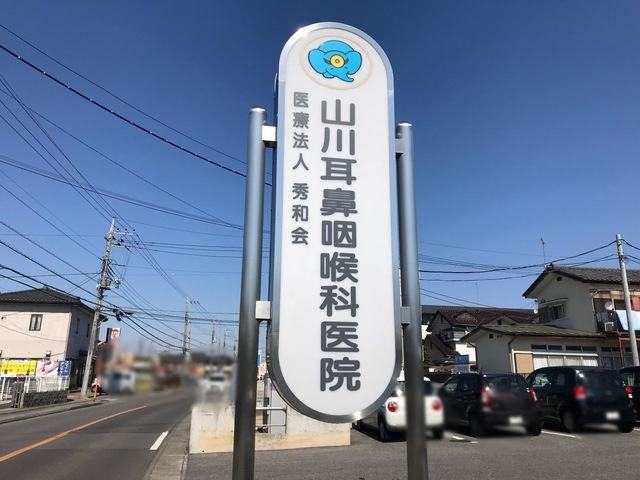 医療法人 秀和会
山川耳鼻咽喉科医院